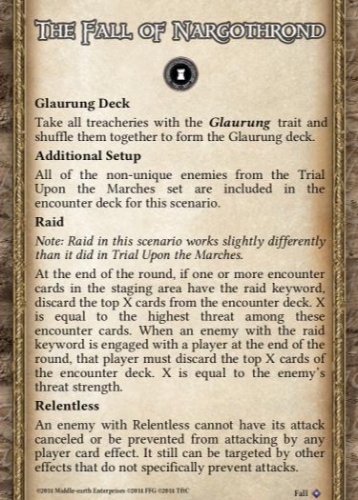 The Fall of Nargothrond
Glaurung Deck
Take all treacheries with the Glaurung trait and
shuffle them together to form the Glaurung deck.
Additional Setup
All of the non-unique enemies from the Trial
Upon the Marches set are included in the
encounter deck for this scenario.
Raid
Note: Raid in this scenario works slightly differently
than it did in Trial Upon the Marches.
At the end of the round, if one or more encounter
cards in the staging area have the raid keyword,
discard the top X cards from the encounter deck. X
is equal to the highest threat among these
encounter cards. When an enemy with the raid
keyword is engaged with a player at the end of the
round, that player must discard the top X cards of
the encounter deck. X is equal to the enemy's
threat strength.
Relentless
An enemy with Relentless cannot have its attack
canceled or be prevented from attacking by any
player card effect. It still can be targeted by other
effects that do not specifically prevent attacks.
©2014 Middle-earth Enterprises ©2014 FFG ©2014 THC
Fall